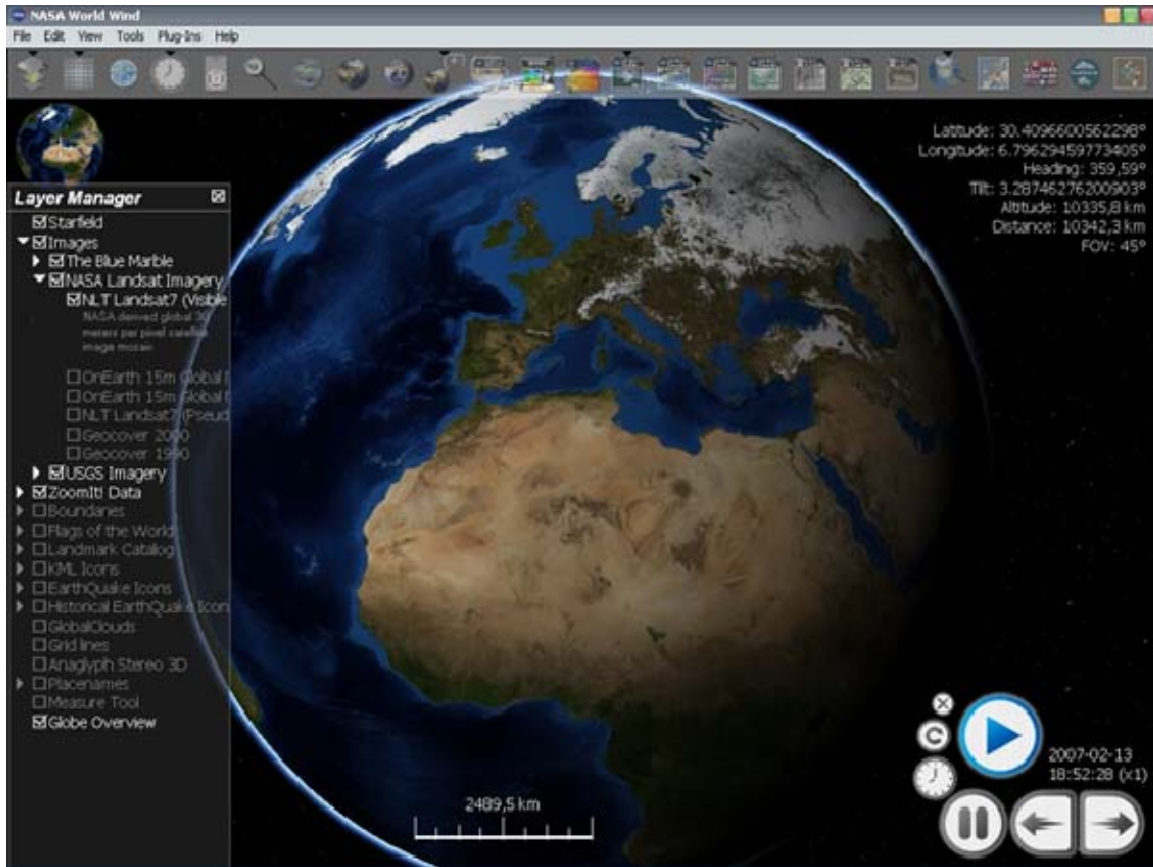 NASA World Wind
File Edit View Tools Plug-Ins Help
Latitude: 30.4096600562298°
Longitude: 6.79629459773405°
Heading: 359,59°
Tilt: 3.28746276200903°
Altitude: 10335,8 km
Distance: 10342,3 km
FOV: 45°
Layer Manager
Starfield
Images
The Blue Marble
NASA Landsat Imagery
NLT Landsat7 (Visible
NASA derived global 30
meters per pixel satellite
image mosaic
OnEarth 15m Global
OnEarth 15m Global
NLT Landsat7 (Pseud
Geocover 2000
Geocover 1990
USGS Imagery
ZoomIt! Data
Boundaries
Flags of the World
Landmark Catalog
KML Icons
EarthQuake Icons
Historical EarthQuake Icon
GlobalClouds
Grid lines
Anaglyph Stereo 3D
Placenames
Measure Tool
Globe Overview
2489,5 km
2007-02-13
18:52:28 (x1)